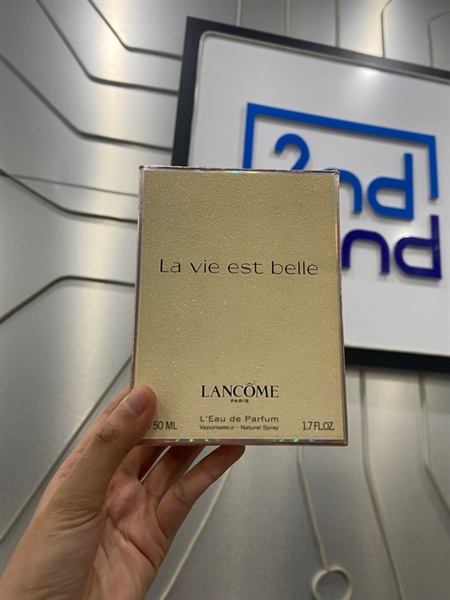 2nd
nd
La vie est belle
LANCÔME
PARIS
L'Eau de Parfum
50 ML Vaporisateur - Natural Spray 1.7 FL.OZ.